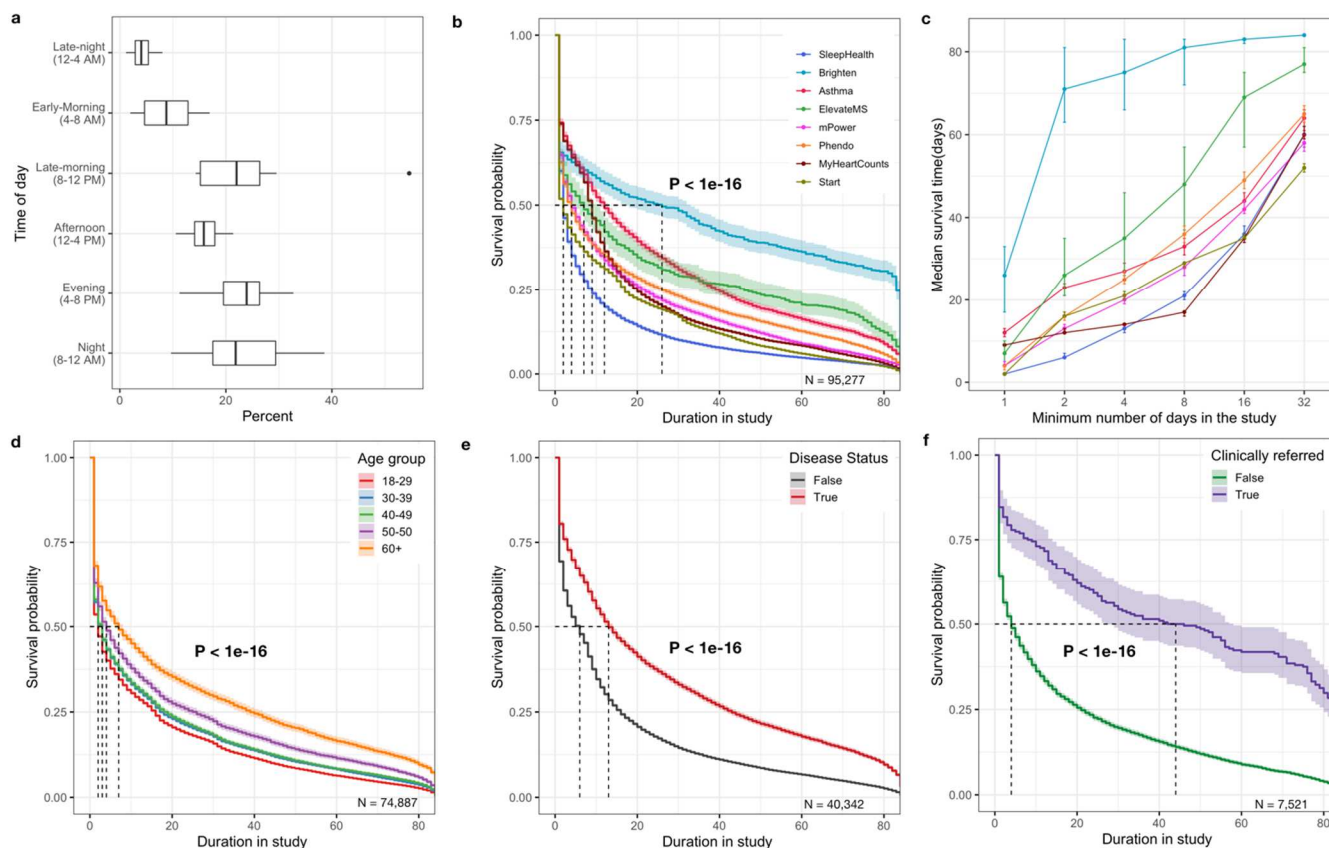 a
Late-night
(12-4 AM)
Early-Morning
(4-8 AM)
Late-morning
(8-12 PM)
Afternoon
(12-4 PM)
Evening
(4-8 PM)
Night
(8-12 AM)
Time of day
0
20
40
Percent
b
1.00
0.75
0.50
0.25
0.00
Survival probability
SleepHealth
Brighten
Asthma
ElevateMS
mPower
Phendo
MyHeartCounts
Start
P < 1e-16
N = 95,277
0
20
40
60
80
Duration in study
c
80
60
40
20
0
Median survival time(days)
1
2
4
8
16
32
Minimum number of days in the study
d
1.00
0.75
0.50
0.25
0.00
Survival probability
Age group
18-29
30-39
40-49
50-50
60+
P < 1e-16
N = 74,887
0
20
40
60
80
Duration in study
e
1.00
0.75
0.50
0.25
0.00
Survival probability
Disease Status
False
True
P < 1e-16
N = 40,342
0
20
40
60
80
Duration in study
f
1.00
0.75
0.50
0.25
0.00
Survival probability
Clinically referred
False
True
P < 1e-16
N = 7,521
0
20
40
60
80
Duration in study